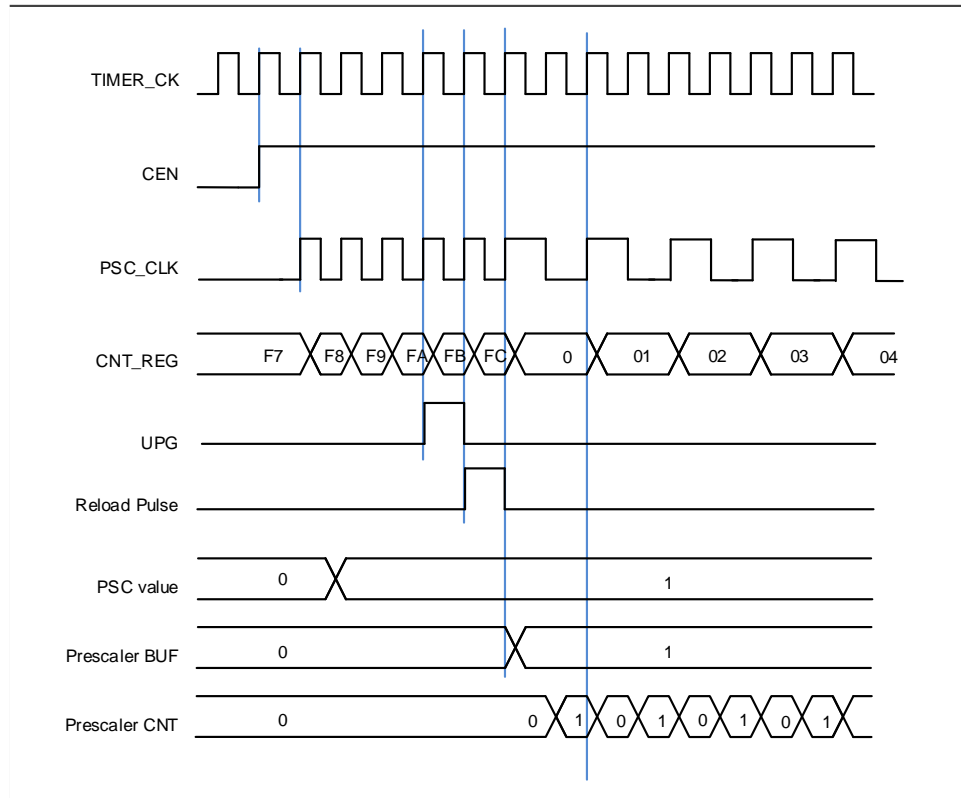 TIMER_CK
CEN
PSC_CLK
CNT_REG F7 F8 F9 FA FB FC 0 01 02 03 04
UPG
Reload Pulse
PSC value 0 1
Prescaler BUF 0 1
Prescaler CNT 0 0 1 0 1 0 1 0 1